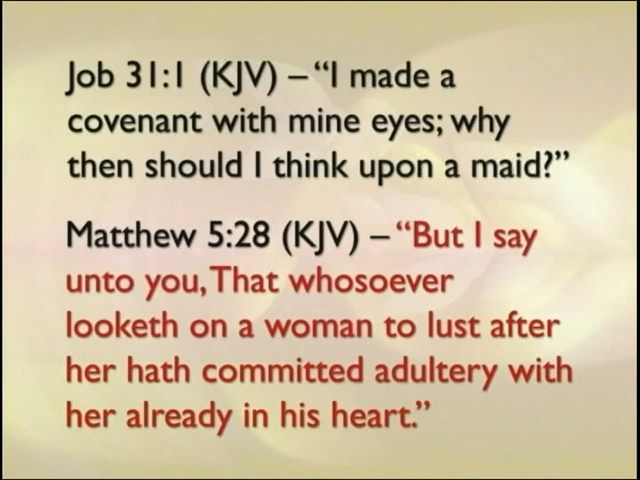 Job 31:1 (KJV) – “I made a
covenant with mine eyes; why
then should I think upon a maid?”
Matthew 5:28 (KJV) – “But I say
unto you, That whosoever
looketh on a woman to lust after
her hath committed adultery with
her already in his heart.”